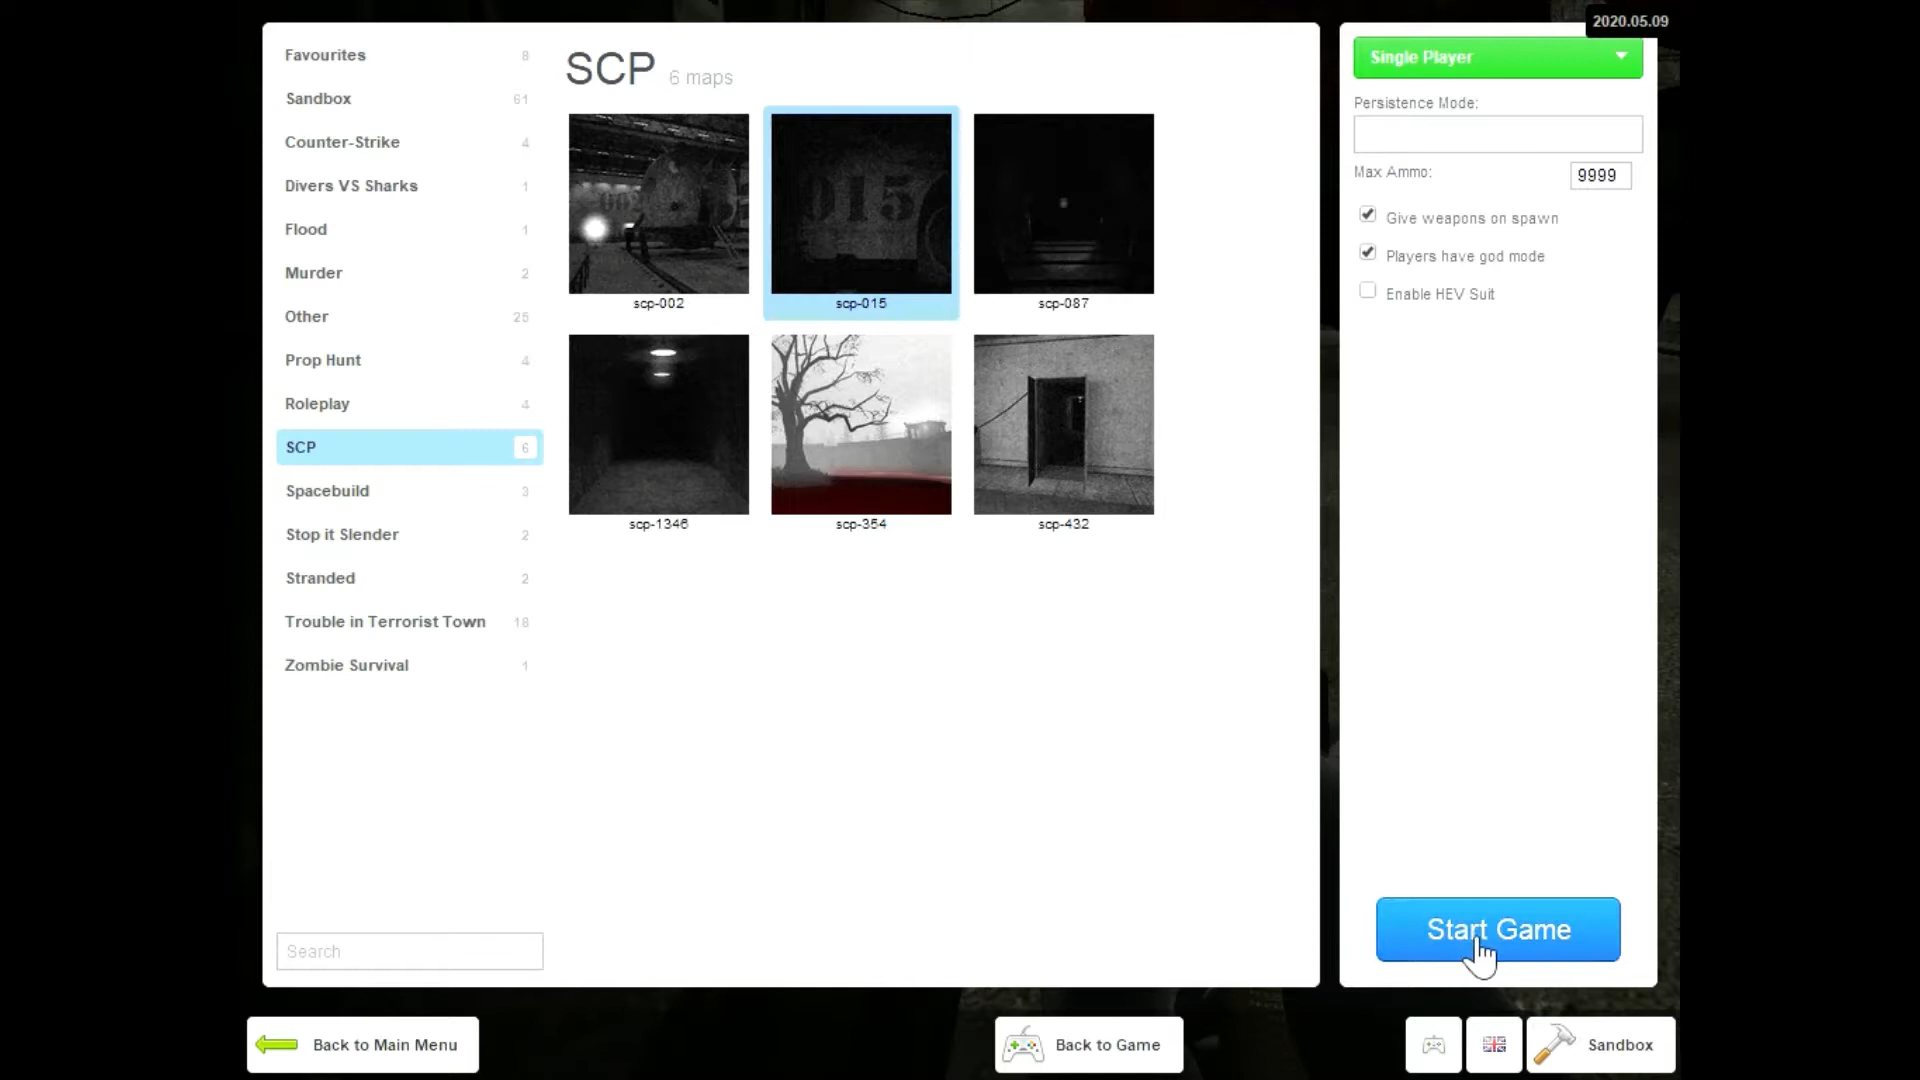 2020.05.09
Favourites 8
Sandbox 61
Counter-Strike 4
Divers VS Sharks 1
Flood 1
Murder 2
Other 25
Prop Hunt 4
Roleplay 4
SCP 6
Spacebuild 3
Stop it Slender 2
Stranded 2
Trouble in Terrorist Town 18
Zombie Survival 1
Search
SCP 6 maps
002
015
scp-002
scp-015
scp-087
scp-1346
scp-354
scp-432
Single Player
Persistence Mode:
Max Ammo: 9999
Give weapons on spawn
Players have god mode
Enable HEV Suit
Start Game
Back to Main Menu
Back to Game
Sandbox